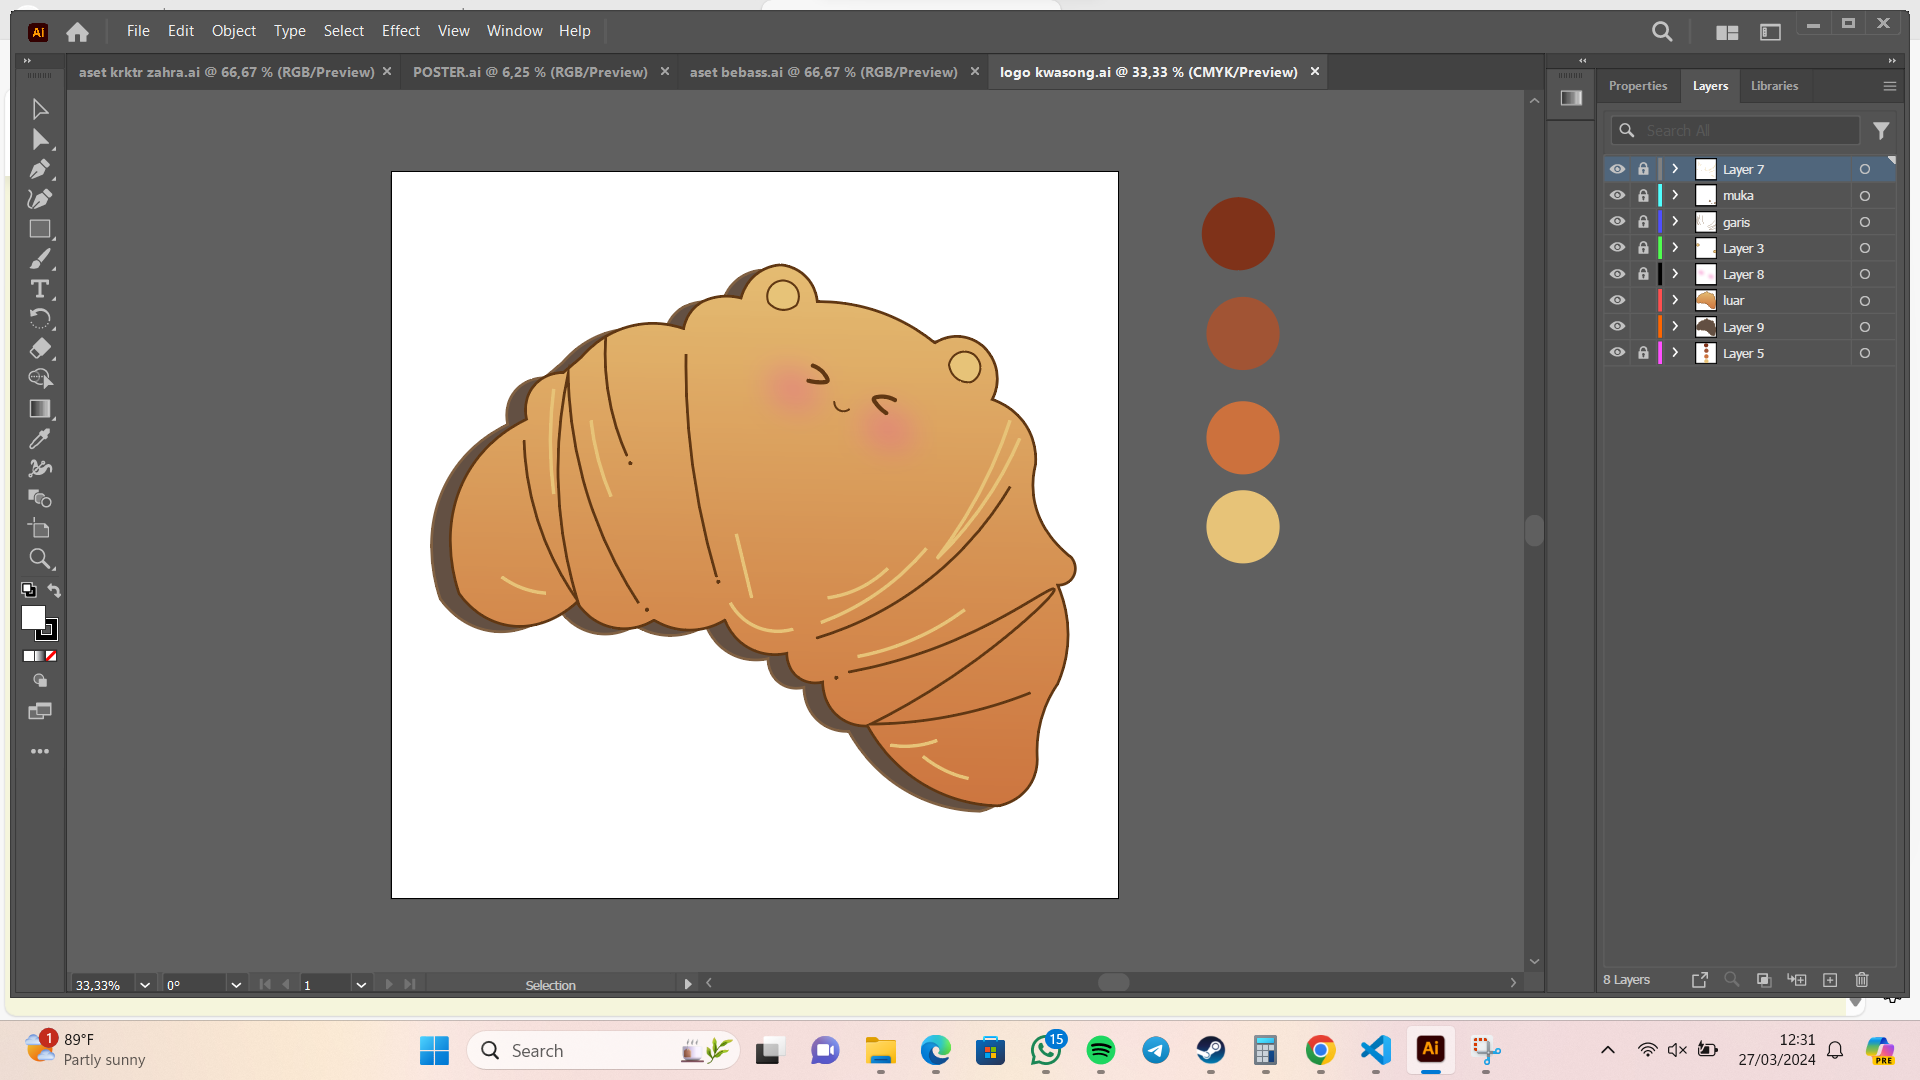 Ai File Edit Object Type Select Effect View Window Help
aset krktr zahra.ai @ 66,67 % (RGB/Preview) × POSTER.ai @ 6,25 % (RGB/Preview) × aset bebass.ai @ 66,67 % (RGB/Preview) × logo kwasong.ai @ 33,33 % (CMYK/Preview) ×
Properties Layers Libraries
Search All
Layer 7
muka
garis
Layer 3
Layer 8
luar
Layer 9
Layer 5
33,33% 0° 1 Selection
8 Layers
1 89°F
Partly sunny
Search
15
Ai
12:31
27/03/2024
PRE